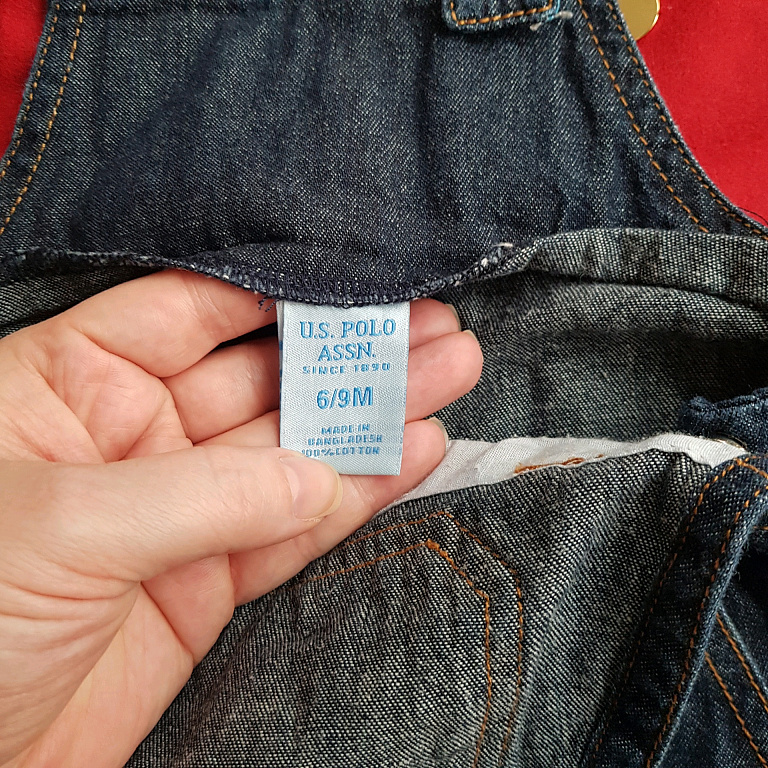 U.S. POLO
ASSN.
SINCE 1890
6/9M
MADE IN
BANGLADESH
100% COTTON